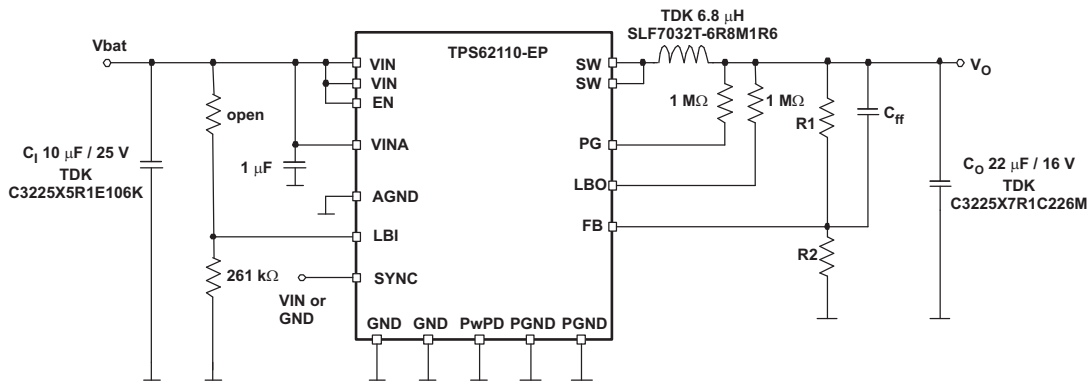 TDK 6.8 μH
SLF7032T-6R8M1R6
Vbat
TPS62110-EP
VIN
VIN
EN
VINA
AGND
LBI
SYNC
SW
SW
PG
LBO
FB
GND
GND
PwPD
PGND
PGND
open
1 μF
261 kΩ
VIN or
GND
C_I 10 μF / 25 V
TDK
C3225X5R1E106K
1 MΩ
1 MΩ
R1
C_ff
R2
V_O
C_O 22 μF / 16 V
TDK
C3225X7R1C226M